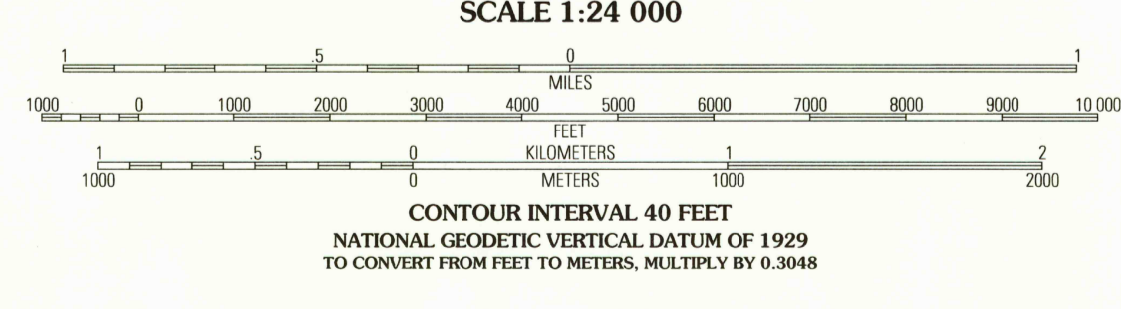 SCALE 1:24 000
1 .5 0 1
MILES
1000 0 1000 2000 3000 4000 5000 6000 7000 8000 9000 10 000
FEET
1 .5 0 KILOMETERS 1 2
1000 0 METERS 1000 2000
CONTOUR INTERVAL 40 FEET
NATIONAL GEODETIC VERTICAL DATUM OF 1929
TO CONVERT FROM FEET TO METERS, MULTIPLY BY 0.3048